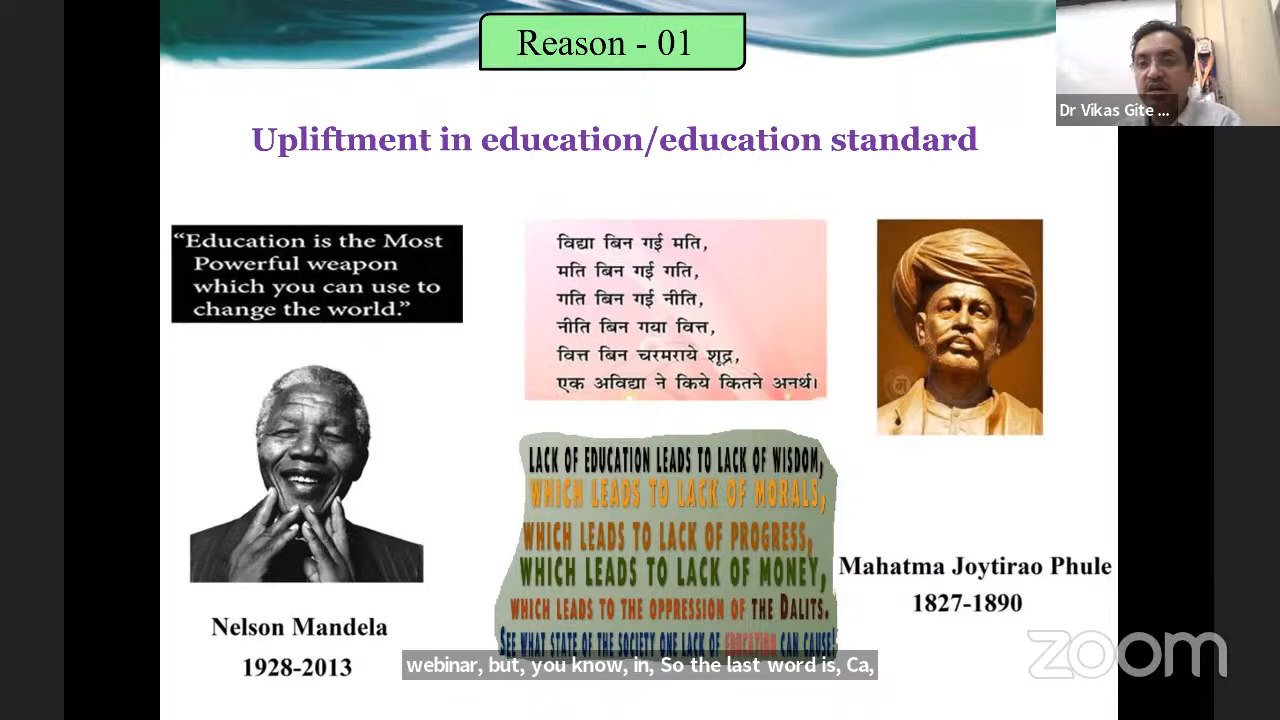 Reason - 01
Dr Vikas Gite ...
Upliftment in education/education standard
“Education is the Most
Powerful weapon
which you can use to
change the world.”
Nelson Mandela
1928-2013
विद्या बिन गई मति,
मति बिन गई गति,
गति बिन गई नीति,
नीति बिन गया वित्त,
वित्त बिन चरमराये शूद्र,
एक अविद्या ने किये कितने अनर्थ।
LACK OF EDUCATION LEADS TO LACK OF WISDOM,
WHICH LEADS TO LACK OF MORALS,
WHICH LEADS TO LACK OF PROGRESS,
WHICH LEADS TO LACK OF MONEY,
WHICH LEADS TO THE OPPRESSION OF THE DALITS.
SEE WHAT STATE OF THE SOCIETY ONE LACK OF EDUCATION CAN CAUSE!
Mahatma Joytirao Phule
1827-1890
webinar, but, you know, in, So the last word is, Ca,
zoom